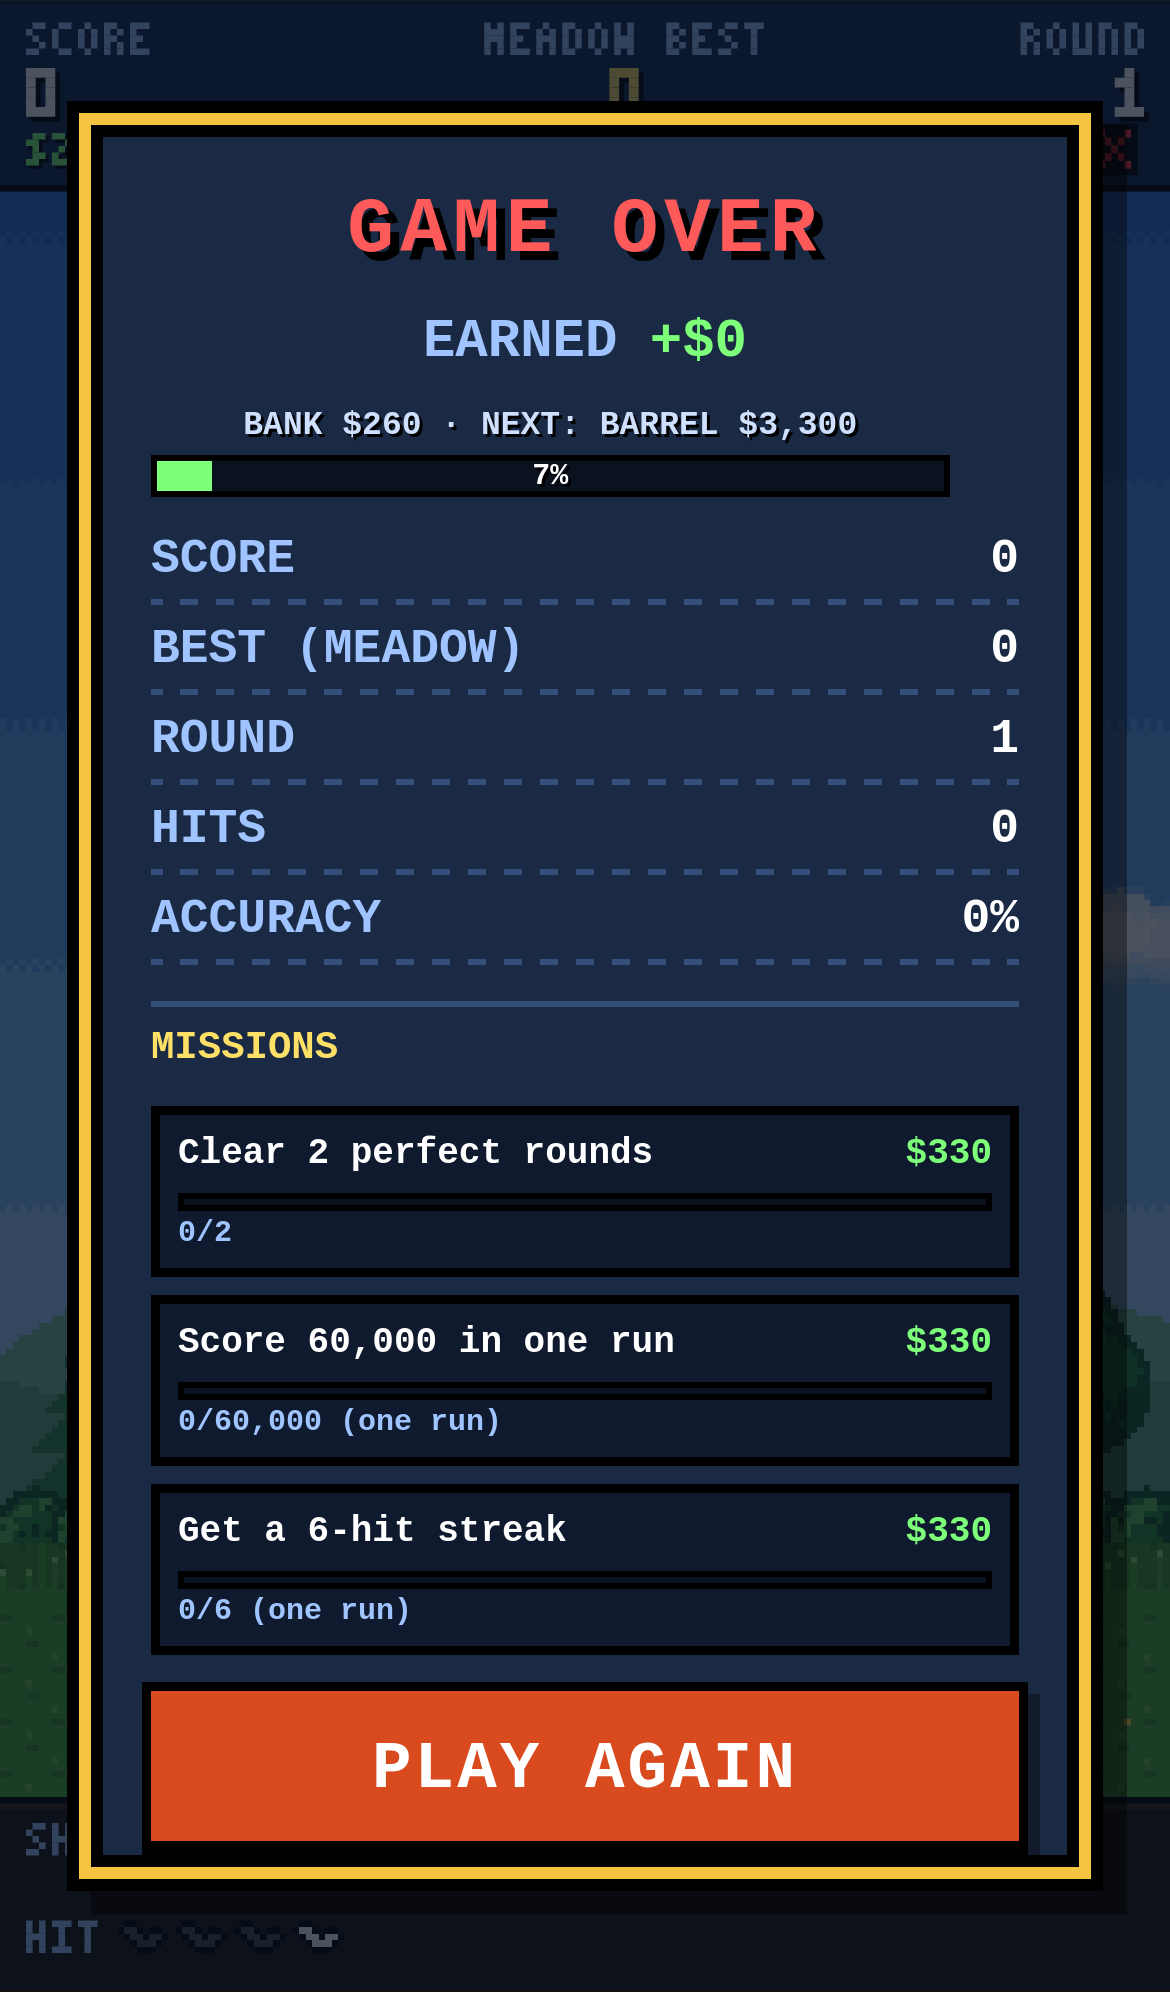 SCORE MEADOW BEST ROUND
0 0 1
GAME OVER
EARNED +$0
BANK $260 · NEXT: BARREL $3,300
7%
SCORE 0
BEST (MEADOW) 0
ROUND 1
HITS 0
ACCURACY 0%
MISSIONS
Clear 2 perfect rounds $330
0/2
Score 60,000 in one run $330
0/60,000 (one run)
Get a 6-hit streak $330
0/6 (one run)
PLAY AGAIN
HIT